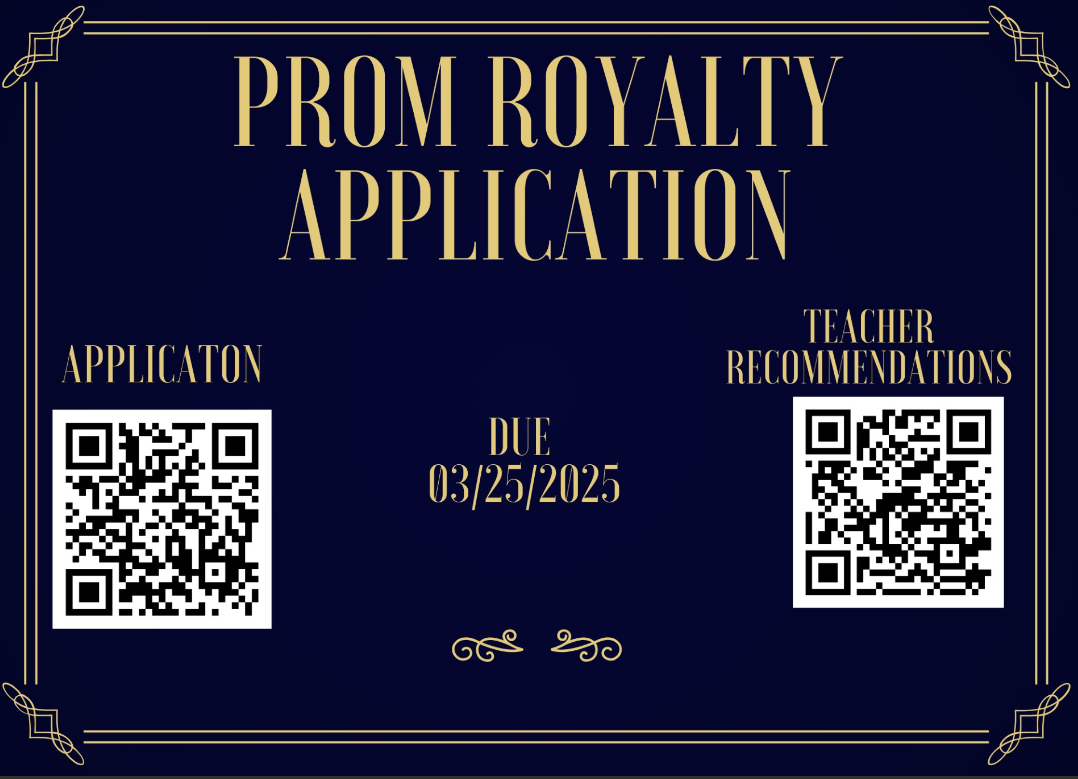 PROM ROYALTY
APPLICATION
APPLICATON
DUE
03/25/2025
TEACHER
RECOMMENDATIONS